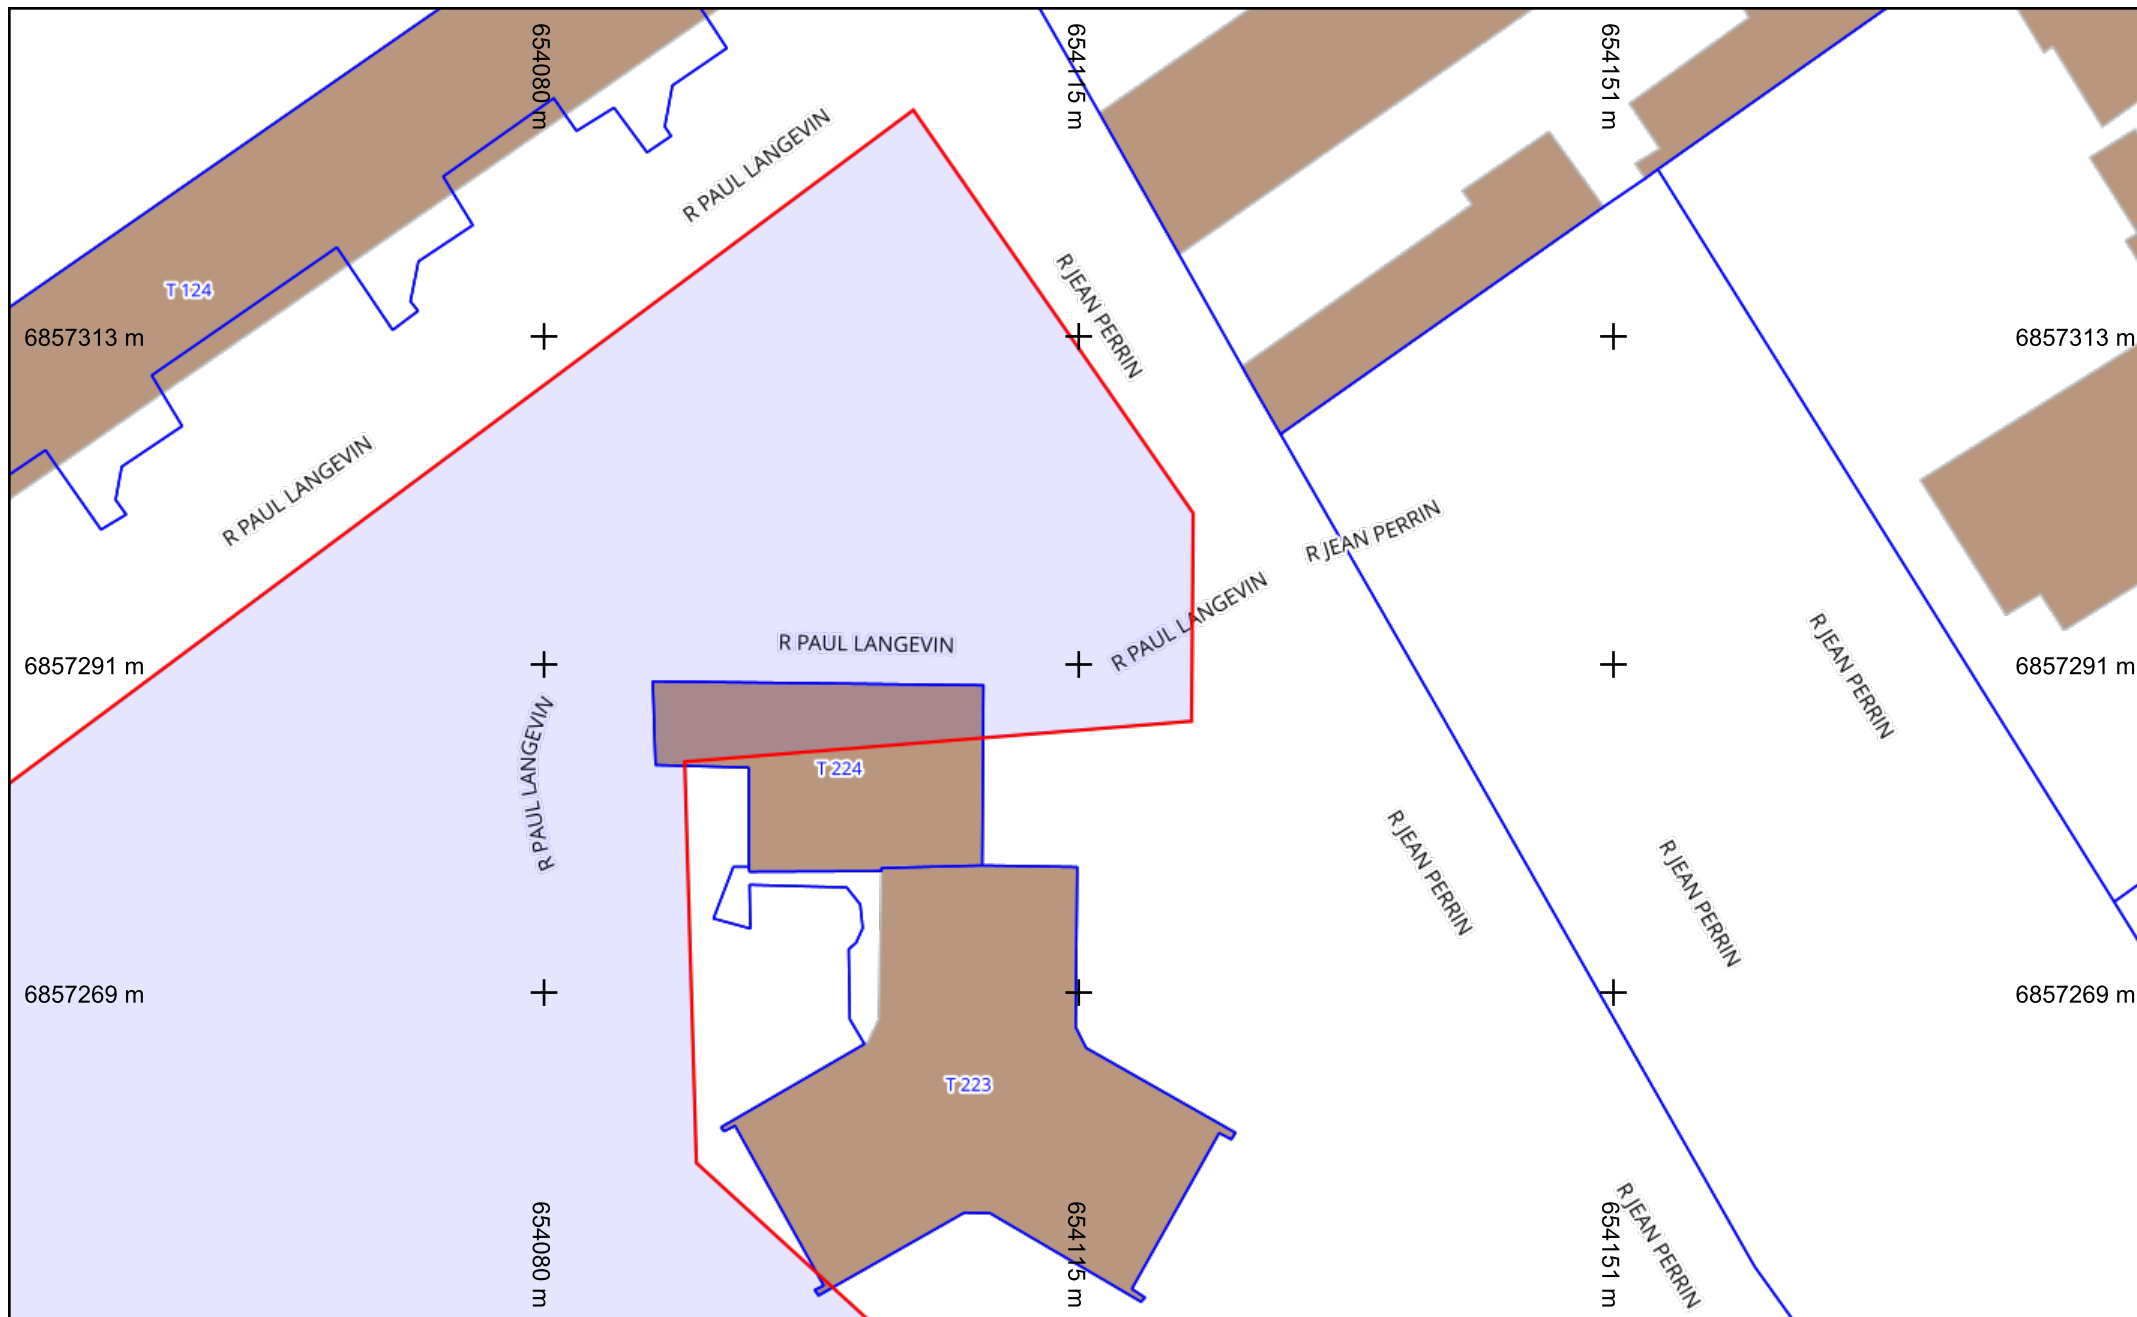 654080 m
654115 m
654151 m
R PAUL LANGEVIN
T 124
R JEAN PERRIN
6857313 m
6857313 m
R PAUL LANGEVIN
R JEAN PERRIN
R PAUL LANGEVIN
R PAUL LANGEVIN
6857291 m
6857291 m
R JEAN PERRIN
R PAUL LANGEVIN
T 224
R JEAN PERRIN
R JEAN PERRIN
6857269 m
6857269 m
T 223
654080 m
654115 m
654151 m
R JEAN PERRIN